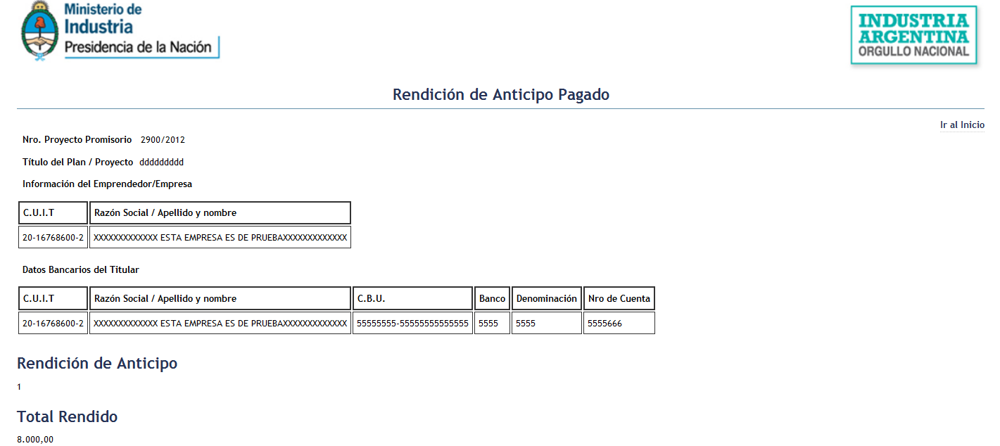 Ministerio de
Industria
Presidencia de la Nación
INDUSTRIA
ARGENTINA
ORGULLO NACIONAL
Rendición de Anticipo Pagado
Ir al Inicio
Nro. Proyecto Promisorio 2900/2012
Título del Plan / Proyecto ddddddddd
Información del Emprendedor/Empresa
C.U.I.T Razón Social / Apellido y nombre
20-16768600-2 XXXXXXXXXXXXX ESTA EMPRESA ES DE PRUEBAXXXXXXXXXXXXX
Datos Bancarios del Titular
C.U.I.T Razón Social / Apellido y nombre C.B.U. Banco Denominación Nro de Cuenta
20-16768600-2 XXXXXXXXXXXXX ESTA EMPRESA ES DE PRUEBAXXXXXXXXXXXXX 55555555-55555555555555 5555 5555 5555666
Rendición de Anticipo
1
Total Rendido
8.000,00